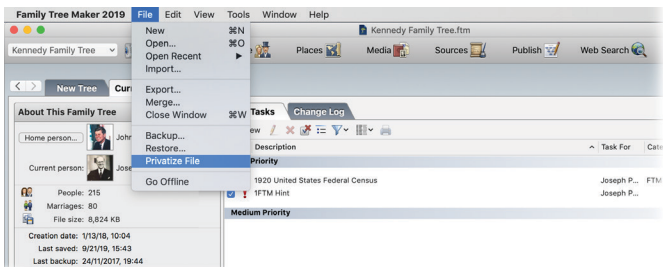 Family Tree Maker 2019 File Edit View Tools Window Help
Kennedy Family Tree.ftm
Kennedy Family Tree Places Media Sources Publish Web Search
New Tree
New ⌘N
Open... ⌘O
Open Recent
Import...
Export...
Merge...
Close Window ⌘W
Backup...
Restore...
Privatize File
Go Offline
About This Family Tree
Home person... John
Current person: Jose
People: 215
Marriages: 80
File size: 8,824 KB
Creation date: 1/13/18, 10:04
Last saved: 9/21/19, 15:43
Last backup: 24/11/2017, 19:44
Tasks Change Log
Description Task For Cate
Priority
1920 United States Federal Census Joseph P... FTM
1FTM Hint Joseph P...
Medium Priority